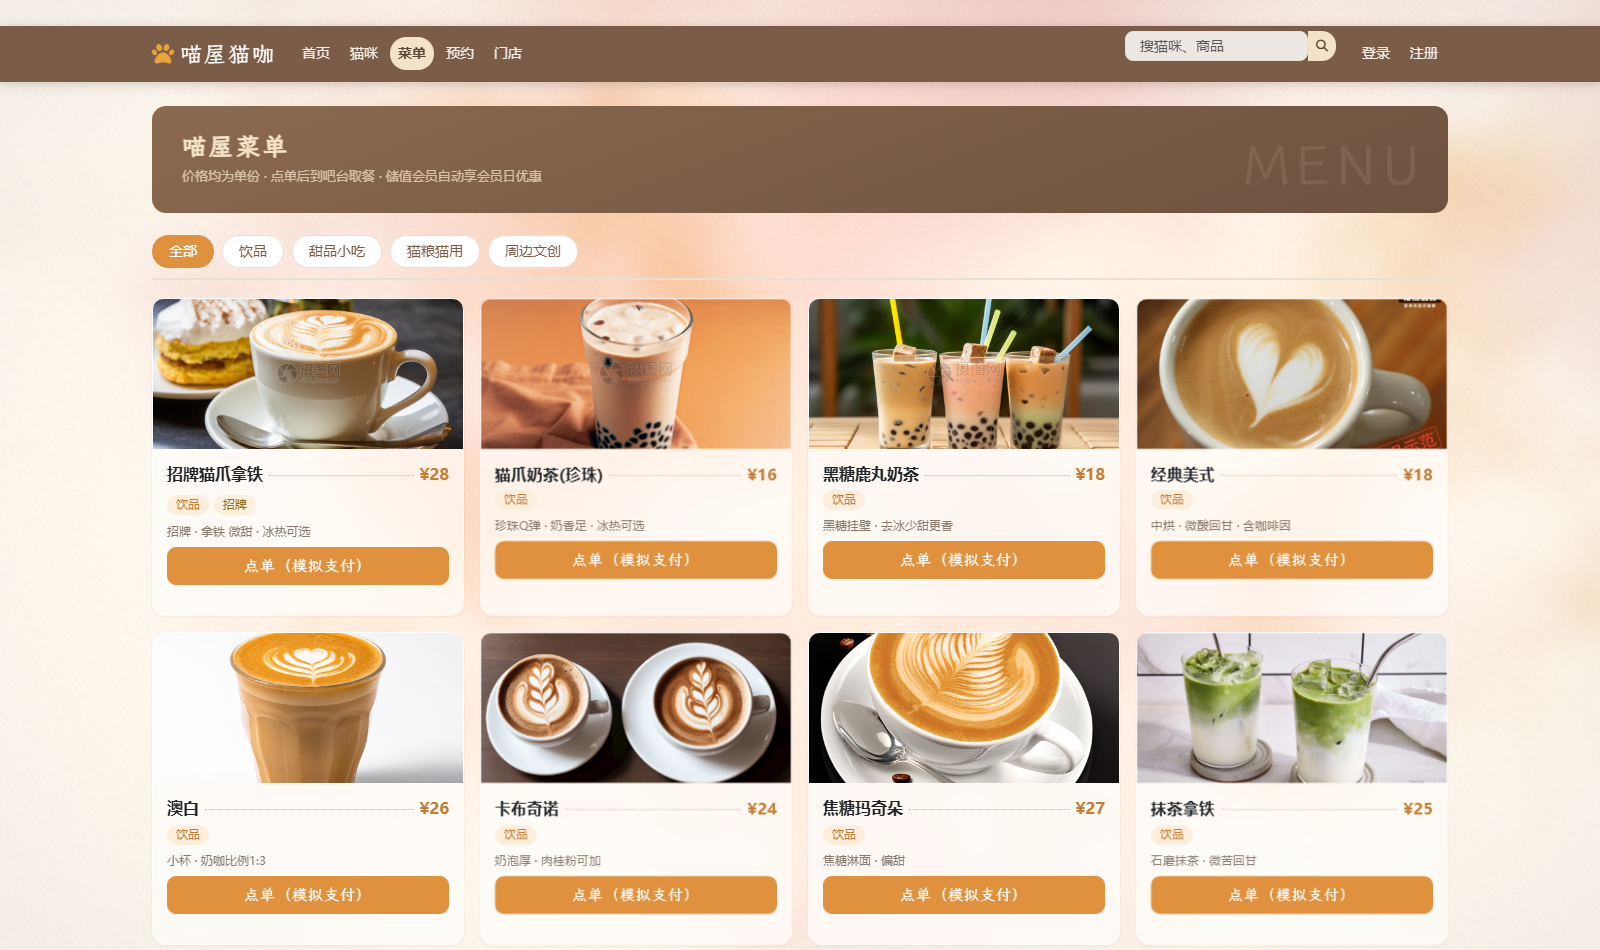 喵屋猫咖
首页 猫咪 菜单 预约 门店
搜猫咪、商品
登录 注册
喵屋菜单
价格均为单份 · 点单后到吧台取餐 · 储值会员自动享会员日优惠
MENU
全部 饮品 甜品小吃 猫粮猫用 周边文创
摄图网
摄图网
摄图网
招牌猫爪拿铁 ¥28
饮品 招牌
招牌 · 拿铁 微甜 · 冰热可选
点单（模拟支付）
猫爪奶茶(珍珠) ¥16
饮品
珍珠Q弹 · 奶香足 · 冰热可选
点单（模拟支付）
黑糖鹿丸奶茶 ¥18
饮品
黑糖挂壁 · 去冰少甜更香
点单（模拟支付）
经典美式 ¥18
饮品
中烘 · 微酸回甘 · 含咖啡因
点单（模拟支付）
澳白 ¥26
饮品
小杯 · 奶咖比例1:3
点单（模拟支付）
卡布奇诺 ¥24
饮品
奶泡厚 · 肉桂粉可加
点单（模拟支付）
焦糖玛奇朵 ¥27
饮品
焦糖淋面 · 偏甜
点单（模拟支付）
抹茶拿铁 ¥25
饮品
石磨抹茶 · 微苦回甘
点单（模拟支付）